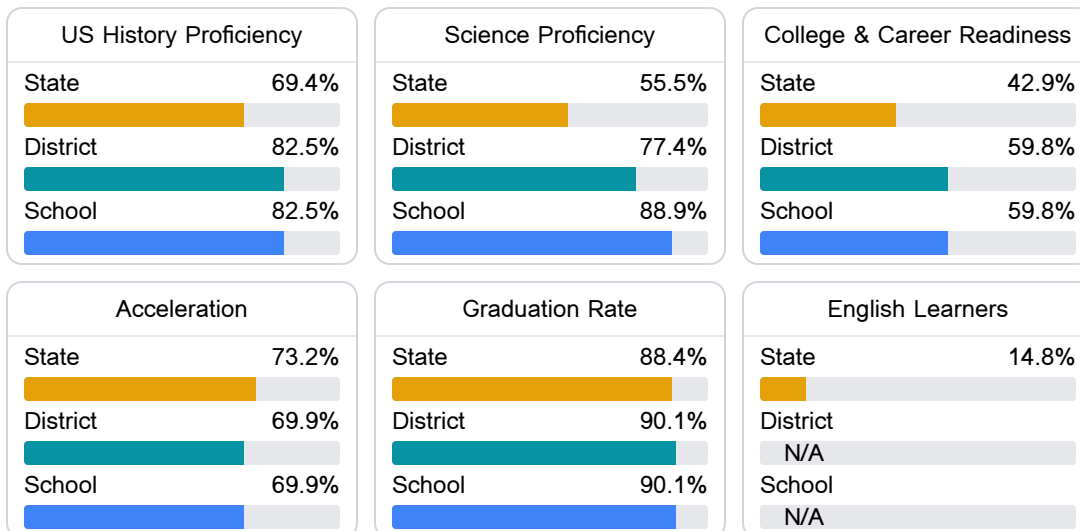 US History Proficiency
State 69.4%
District 82.5%
School 82.5%
Science Proficiency
State 55.5%
District 77.4%
School 88.9%
College & Career Readiness
State 42.9%
District 59.8%
School 59.8%
Acceleration
State 73.2%
District 69.9%
School 69.9%
Graduation Rate
State 88.4%
District 90.1%
School 90.1%
English Learners
State 14.8%
District
N/A
School
N/A